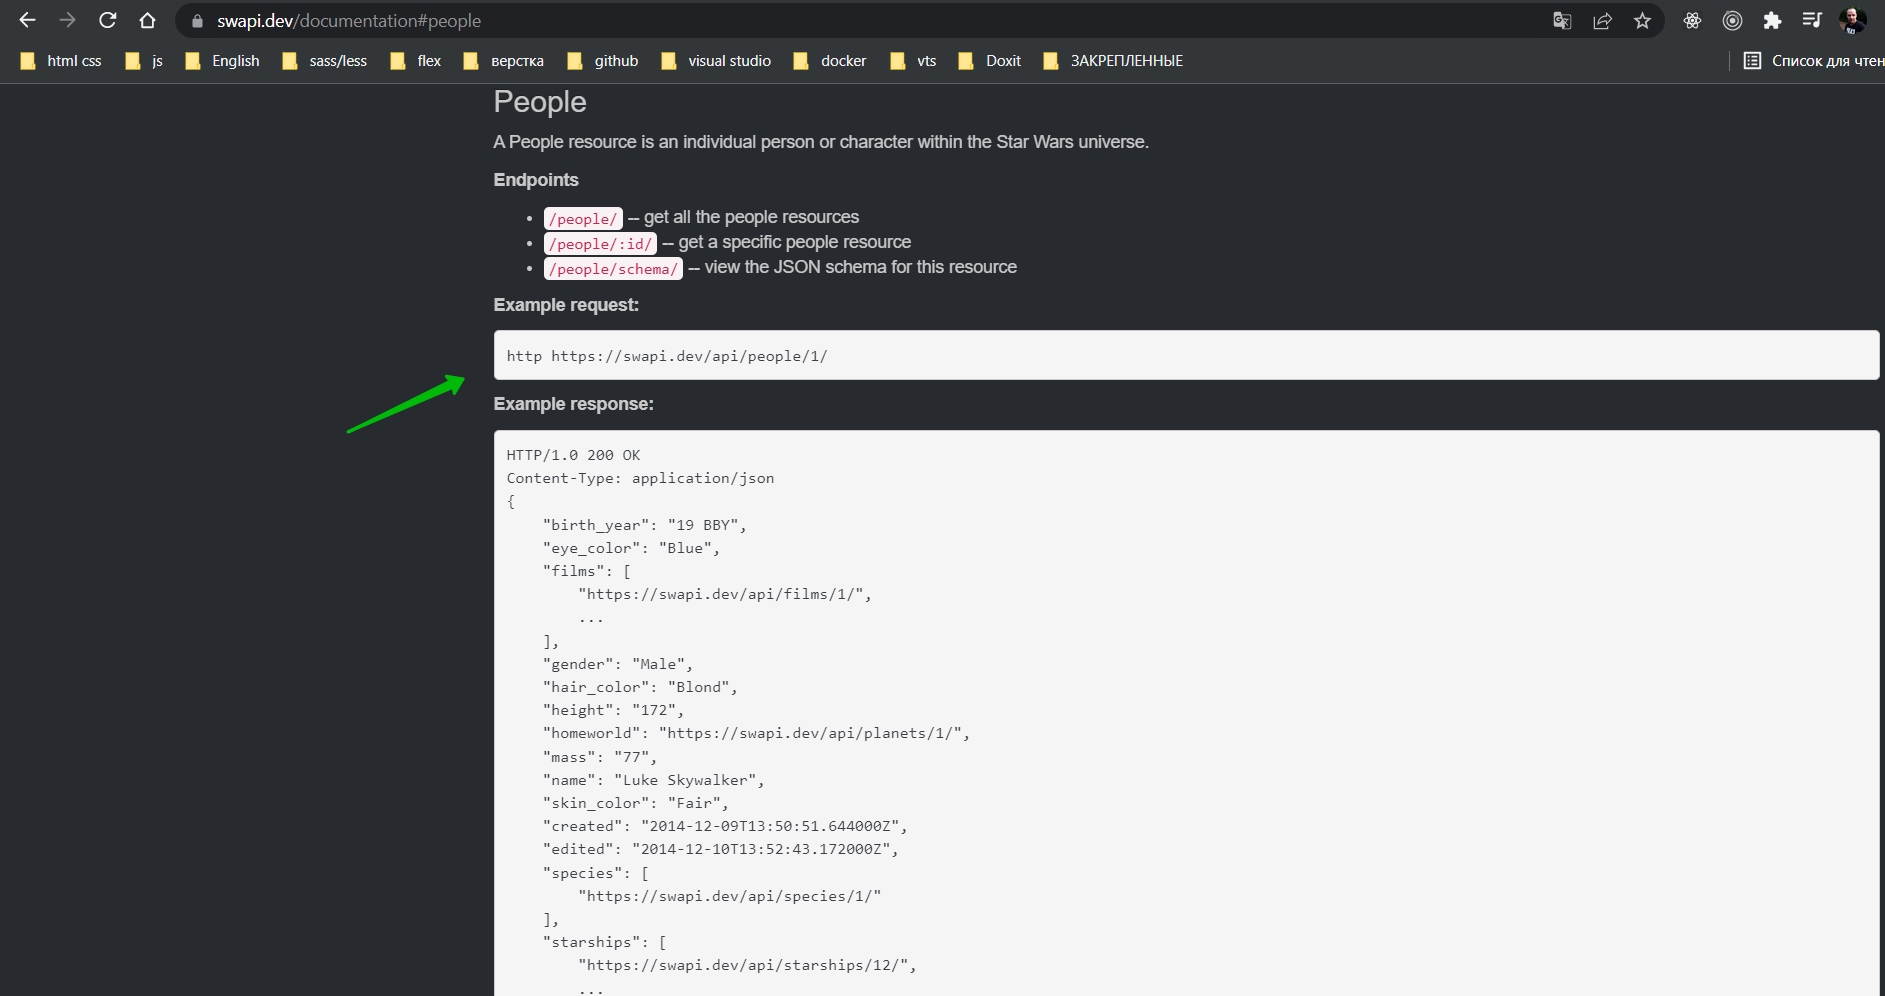 swapi.dev/documentation#people
html css js English sass/less flex верстка github visual studio docker vts Doxit ЗАКРЕПЛЕННЫЕ Список для чтен
People
A People resource is an individual person or character within the Star Wars universe.
Endpoints
• /people/ -- get all the people resources
• /people/:id/ -- get a specific people resource
• /people/schema/ -- view the JSON schema for this resource
Example request:
http https://swapi.dev/api/people/1/
Example response:
HTTP/1.0 200 OK
Content-Type: application/json
{
"birth_year": "19 BBY",
"eye_color": "Blue",
"films": [
"https://swapi.dev/api/films/1/",
...
],
"gender": "Male",
"hair_color": "Blond",
"height": "172",
"homeworld": "https://swapi.dev/api/planets/1/",
"mass": "77",
"name": "Luke Skywalker",
"skin_color": "Fair",
"created": "2014-12-09T13:50:51.644000Z",
"edited": "2014-12-10T13:52:43.172000Z",
"species": [
"https://swapi.dev/api/species/1/"
],
"starships": [
"https://swapi.dev/api/starships/12/",
...